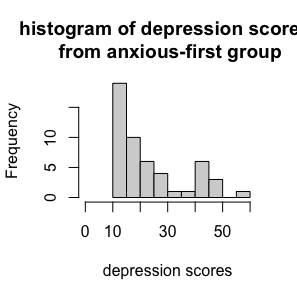 histogram of depression score
from anxious-first group
Frequency
10
5
0
0 10 30 50
depression scores